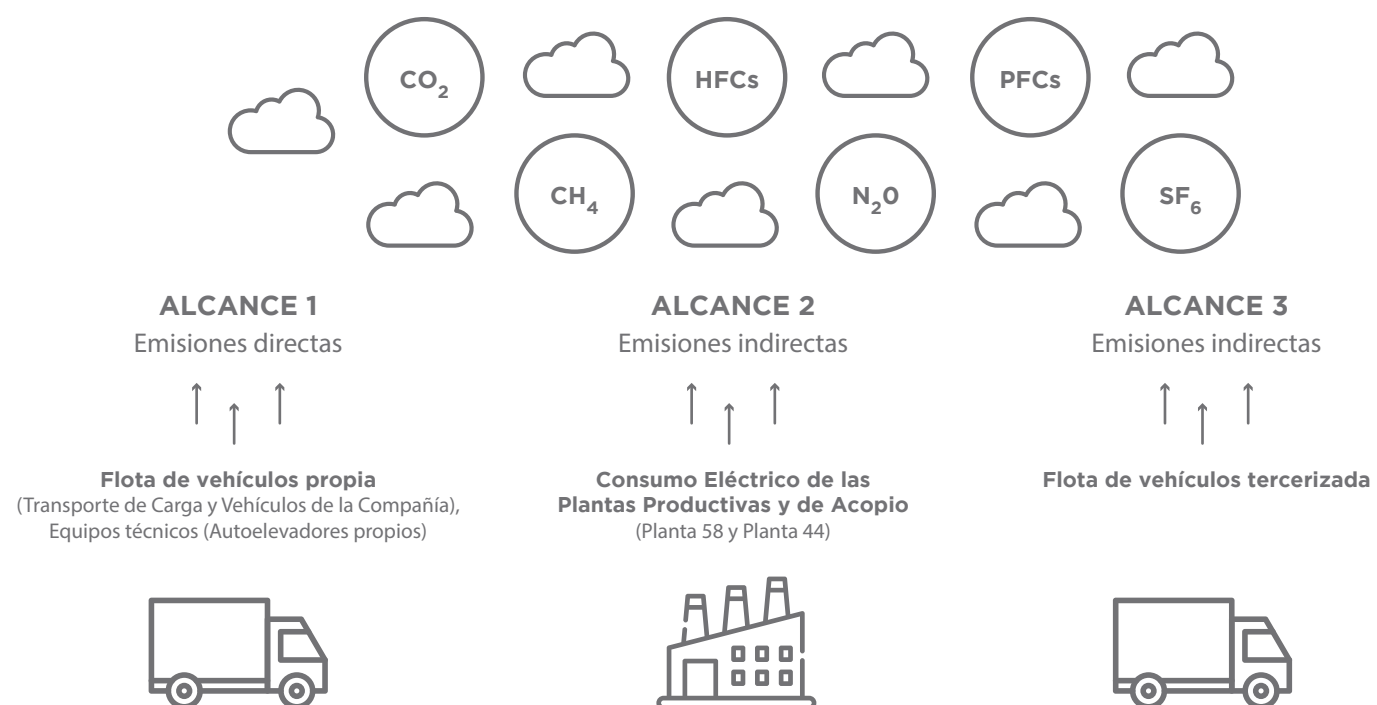 CO₂
HFCs
PFCs
CH₄
N₂0
SF₆
ALCANCE 1
Emisiones directas
Flota de vehículos propia
(Transporte de Carga y Vehículos de la Compañía),
Equipos técnicos (Autoelevadores propios)
ALCANCE 2
Emisiones indirectas
Consumo Eléctrico de las
Plantas Productivas y de Acopio
(Planta 58 y Planta 44)
ALCANCE 3
Emisiones indirectas
Flota de vehículos tercerizada